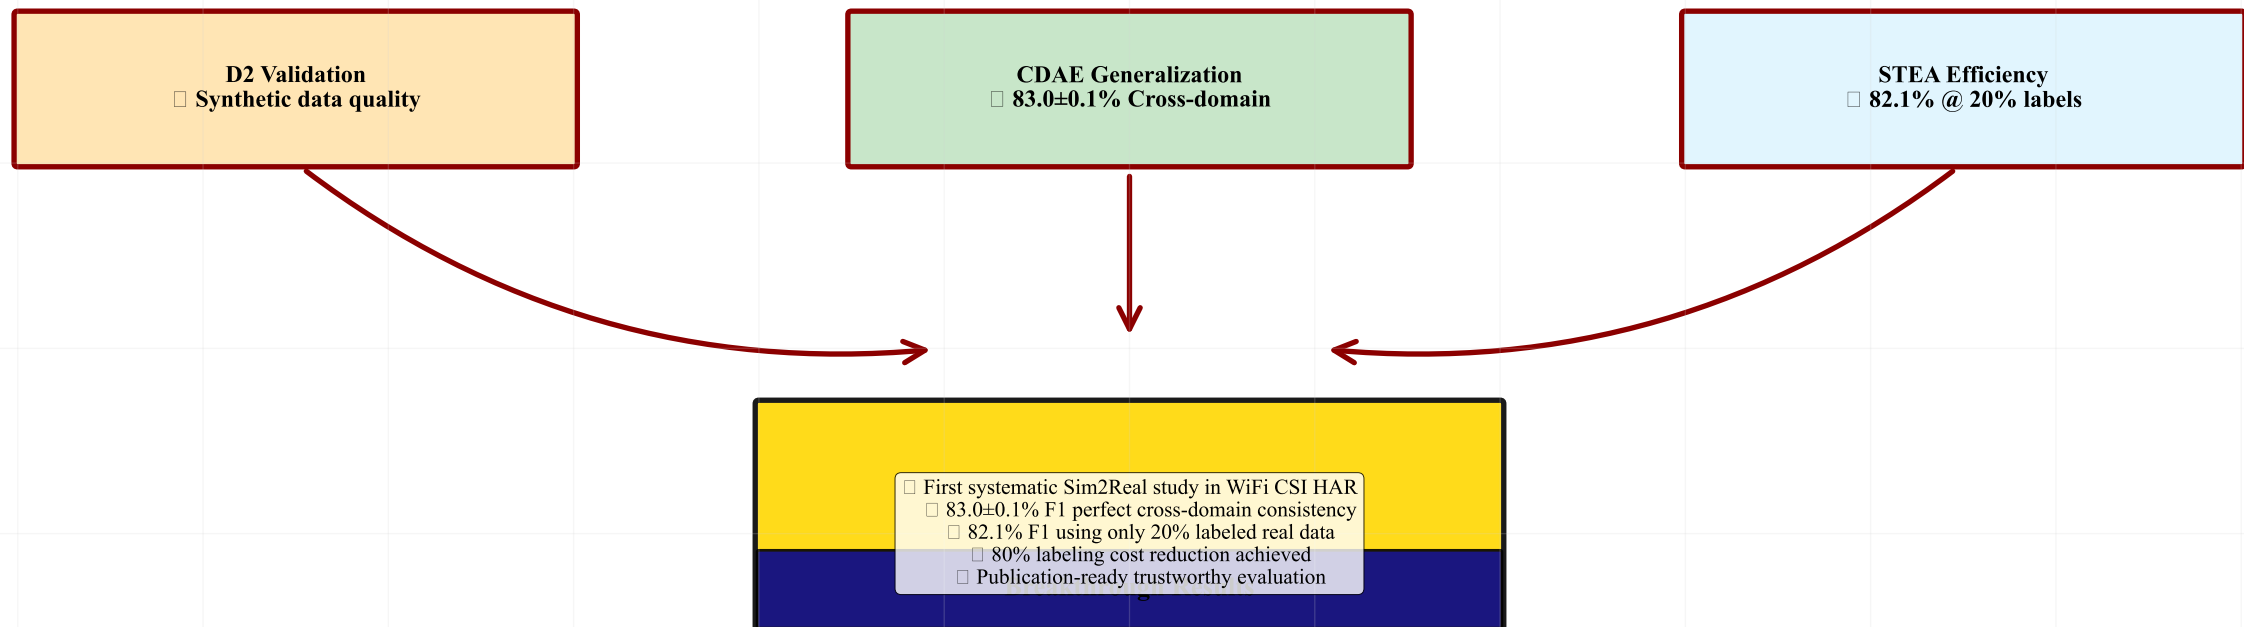 D2 Validation
▯ Synthetic data quality
CDAE Generalization
▯ 83.0±0.1% Cross-domain
STEA Efficiency
▯ 82.1% @ 20% labels
▯ First systematic Sim2Real study in WiFi CSI HAR
▯ 83.0±0.1% F1 perfect cross-domain consistency
▯ 82.1% F1 using only 20% labeled real data
▯ 80% labeling cost reduction achieved
▯ Publication-ready trustworthy evaluation